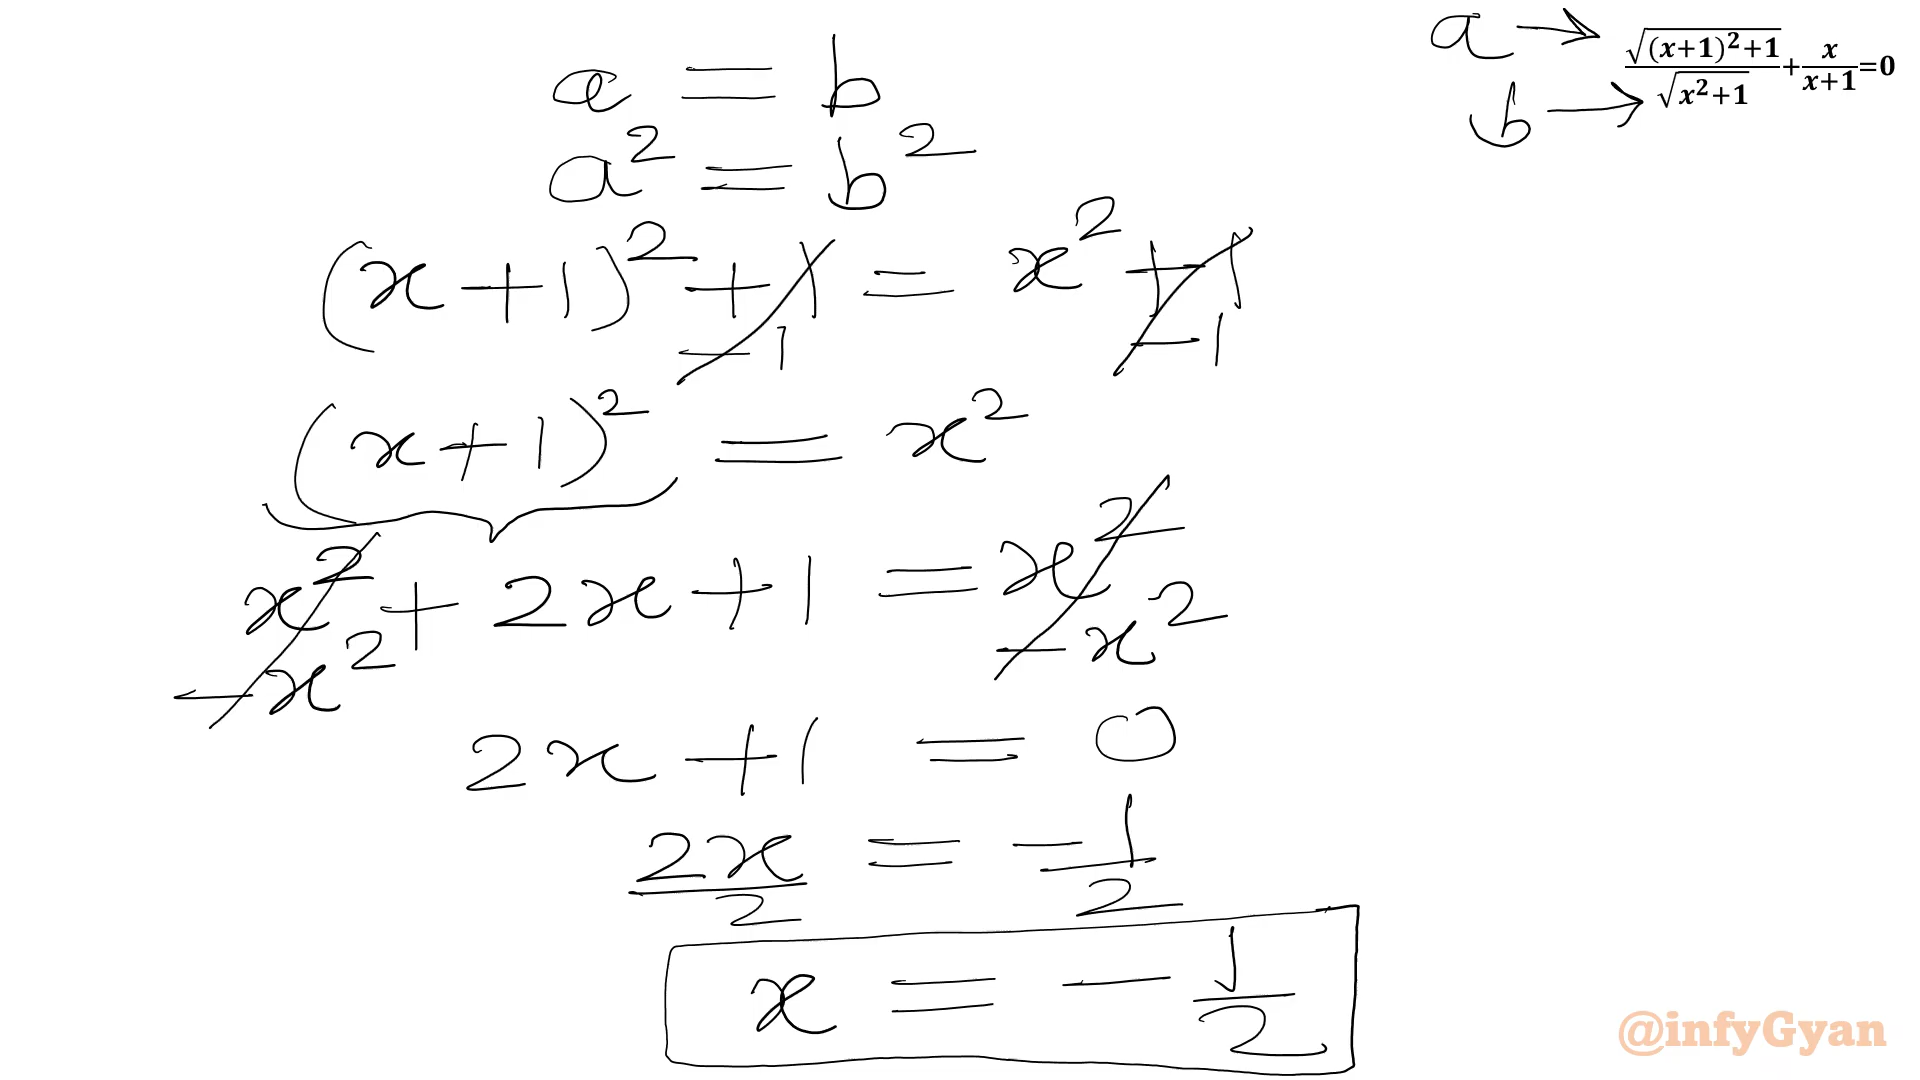 a = b
a → √((x+1)²+1)/√(x²+1) + x/(x+1) = 0
b →
a² = b²
(x+1)² + 1 = x² + 1
-1 -1
(x+1)² = x²
x² + 2x + 1 = x²
-x² -x²
2x + 1 = 0
2x/2 = -1/2
x = -1/2
@infyGyan